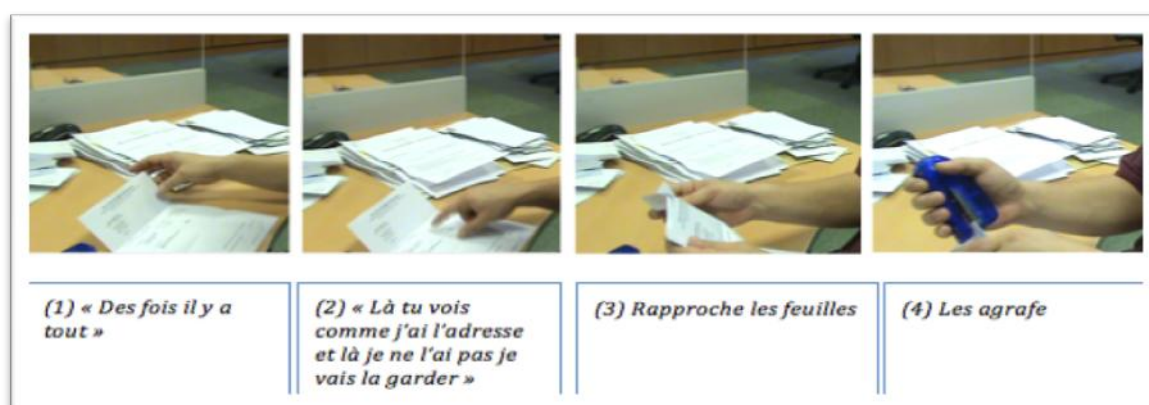 (1) « Des fois il y a
tout »
(2) « Là tu vois
comme j'ai l'adresse
et là je ne l'ai pas je
vais la garder »
(3) Rapproche les feuilles
(4) Les agrafe